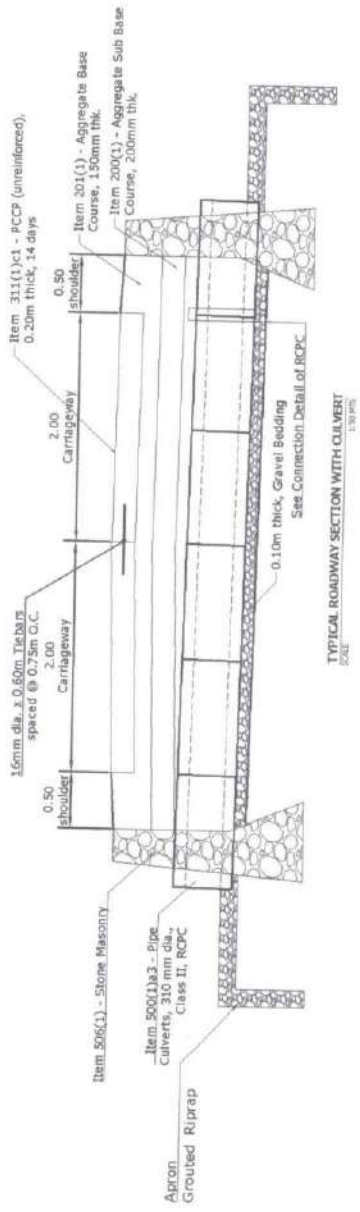 Item 311(1)c1 - PCCP (unreinforced),
0.20m thick, 14 days
16mm dia. x 0.60m Tiebars
spaced @ 0.75m O.C.
0.50
shoulder
2.00
Carriageway
2.00
Carriageway
0.50
shoulder
Item 201(1) - Aggregate Base
Course, 150mm thk.
Item 200(1) - Aggregate Sub Base
Course, 200mm thk.
Item 506(1) - Stone Masonry
Item 500(1)a3 - Pipe
Culverts, 310 mm dia.,
Class II, RCPC
Apron
Grouted Riprap
0.10m thick, Gravel Bedding
See Connection Detail of RCPC
TYPICAL ROADWAY SECTION WITH CULVERT
SCALE